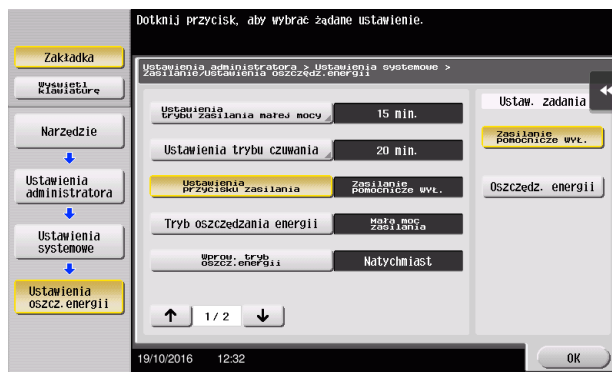 Dotknij przycisk, aby wybrać żądane ustawienie.
Zakładka
Wyświetl
klawiaturę
Narzędzie
Ustawienia
administratora
Ustawienia
systemowe
Ustawienia
oszcz.energii
Ustawienia administratora > Ustawienia systemowe >
Zasilanie/Ustawienia oszczędz.energii
Ustawienia
trybu zasilania małej mocy
15 min.
Ustawienia trybu czuwania
20 min.
Ustawienia
przycisku zasilania
Zasilanie
pomocnicze wył.
Tryb oszczędzania energii
Mała moc
zasilania
Wprow. tryb
oszcz.energii
Natychmiast
1/ 2
Ustaw. zadania
Zasilanie
pomocnicze wył.
Oszczędz. energii
19/10/2016 12:32
OK